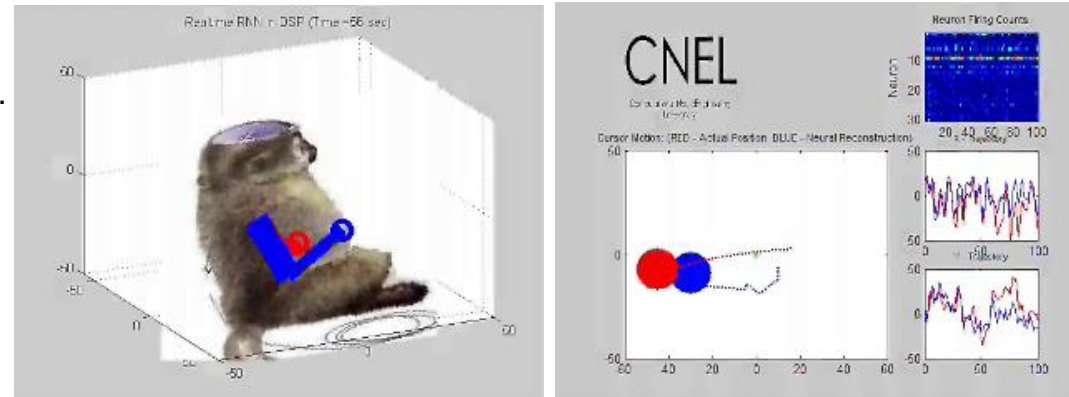 Realtime RNN in DSP (Time =56 sec)
50
0
-50
-50
0
-50
CNEL
Neuron Firing Counts
Neuron
10
20
30
20 40 60 80 100
Cursor Motion: (RED - Actual Position BLUE - Neural Reconstruction)
50
0
-50
60 40 20 0 20 40 60
Trajectory
50
0
-50
0 50 100
Trajectory
50
0
-50
0 50 100